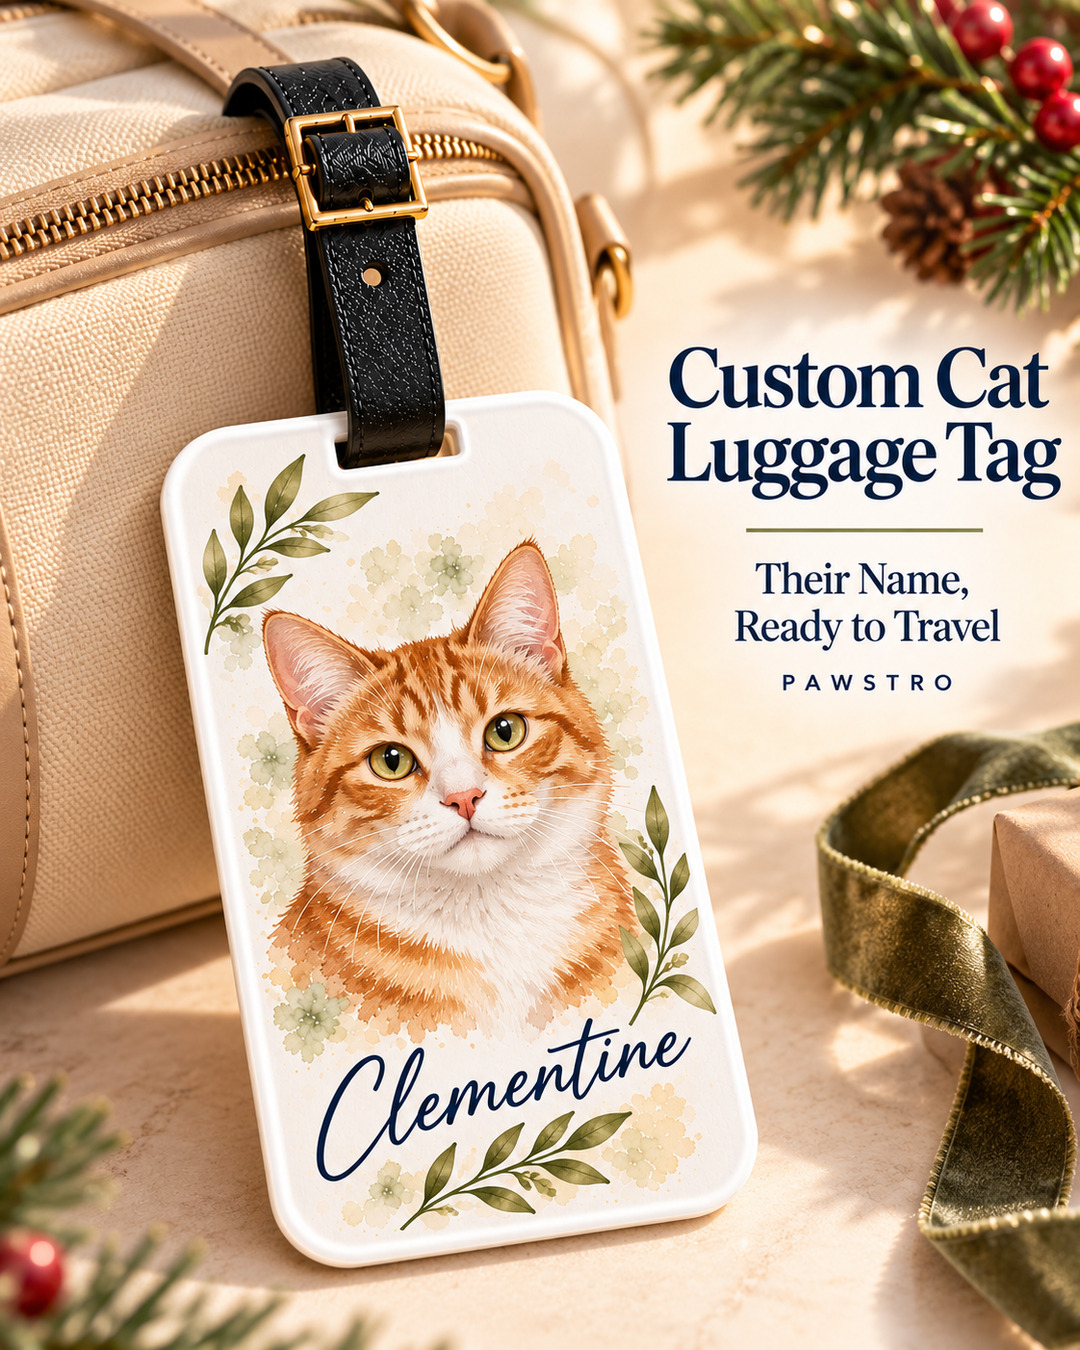 Custom Cat
Luggage Tag
Their Name,
Ready to Travel
PAWSTRO
Clementine